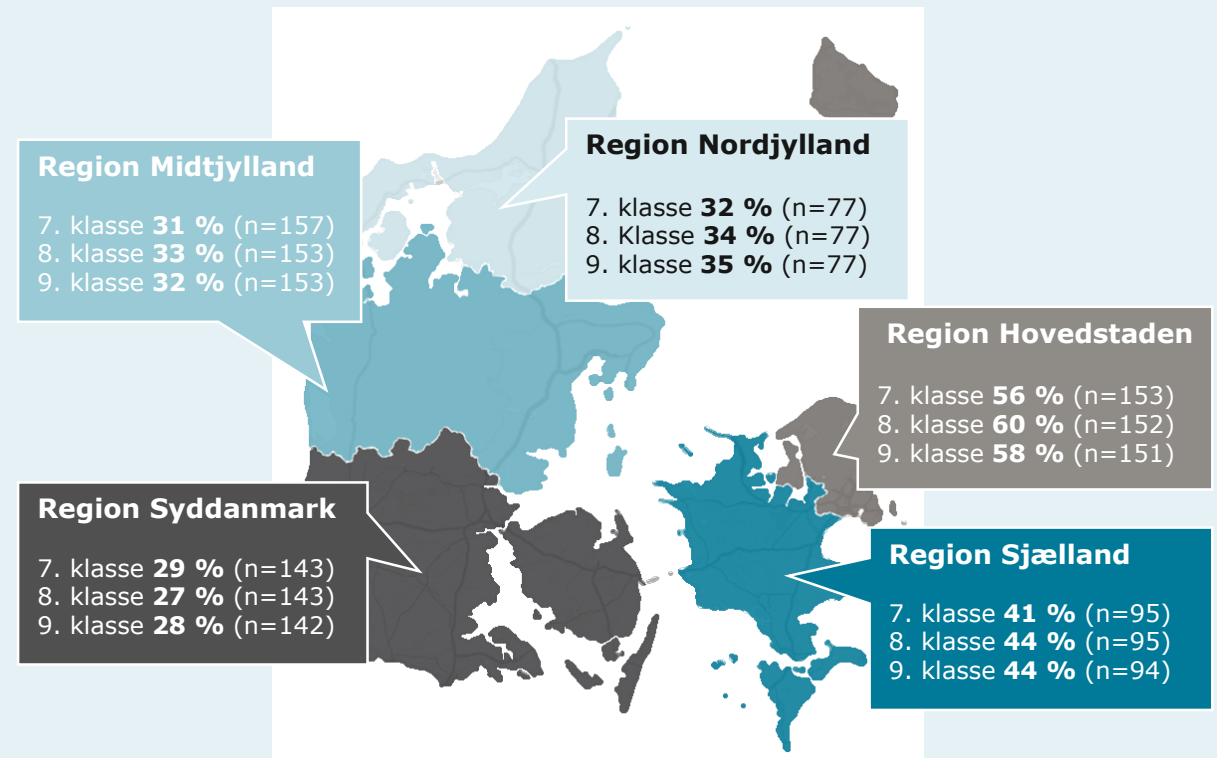 Region Midtjylland
7. klasse 31 % (n=157)
8. klasse 33 % (n=153)
9. klasse 32 % (n=153)
Region Nordjylland
7. klasse 32 % (n=77)
8. Klasse 34 % (n=77)
9. klasse 35 % (n=77)
Region Hovedstaden
7. klasse 56 % (n=153)
8. klasse 60 % (n=152)
9. klasse 58 % (n=151)
Region Syddanmark
7. klasse 29 % (n=143)
8. klasse 27 % (n=143)
9. klasse 28 % (n=142)
Region Sjælland
7. klasse 41 % (n=95)
8. klasse 44 % (n=95)
9. klasse 44 % (n=94)